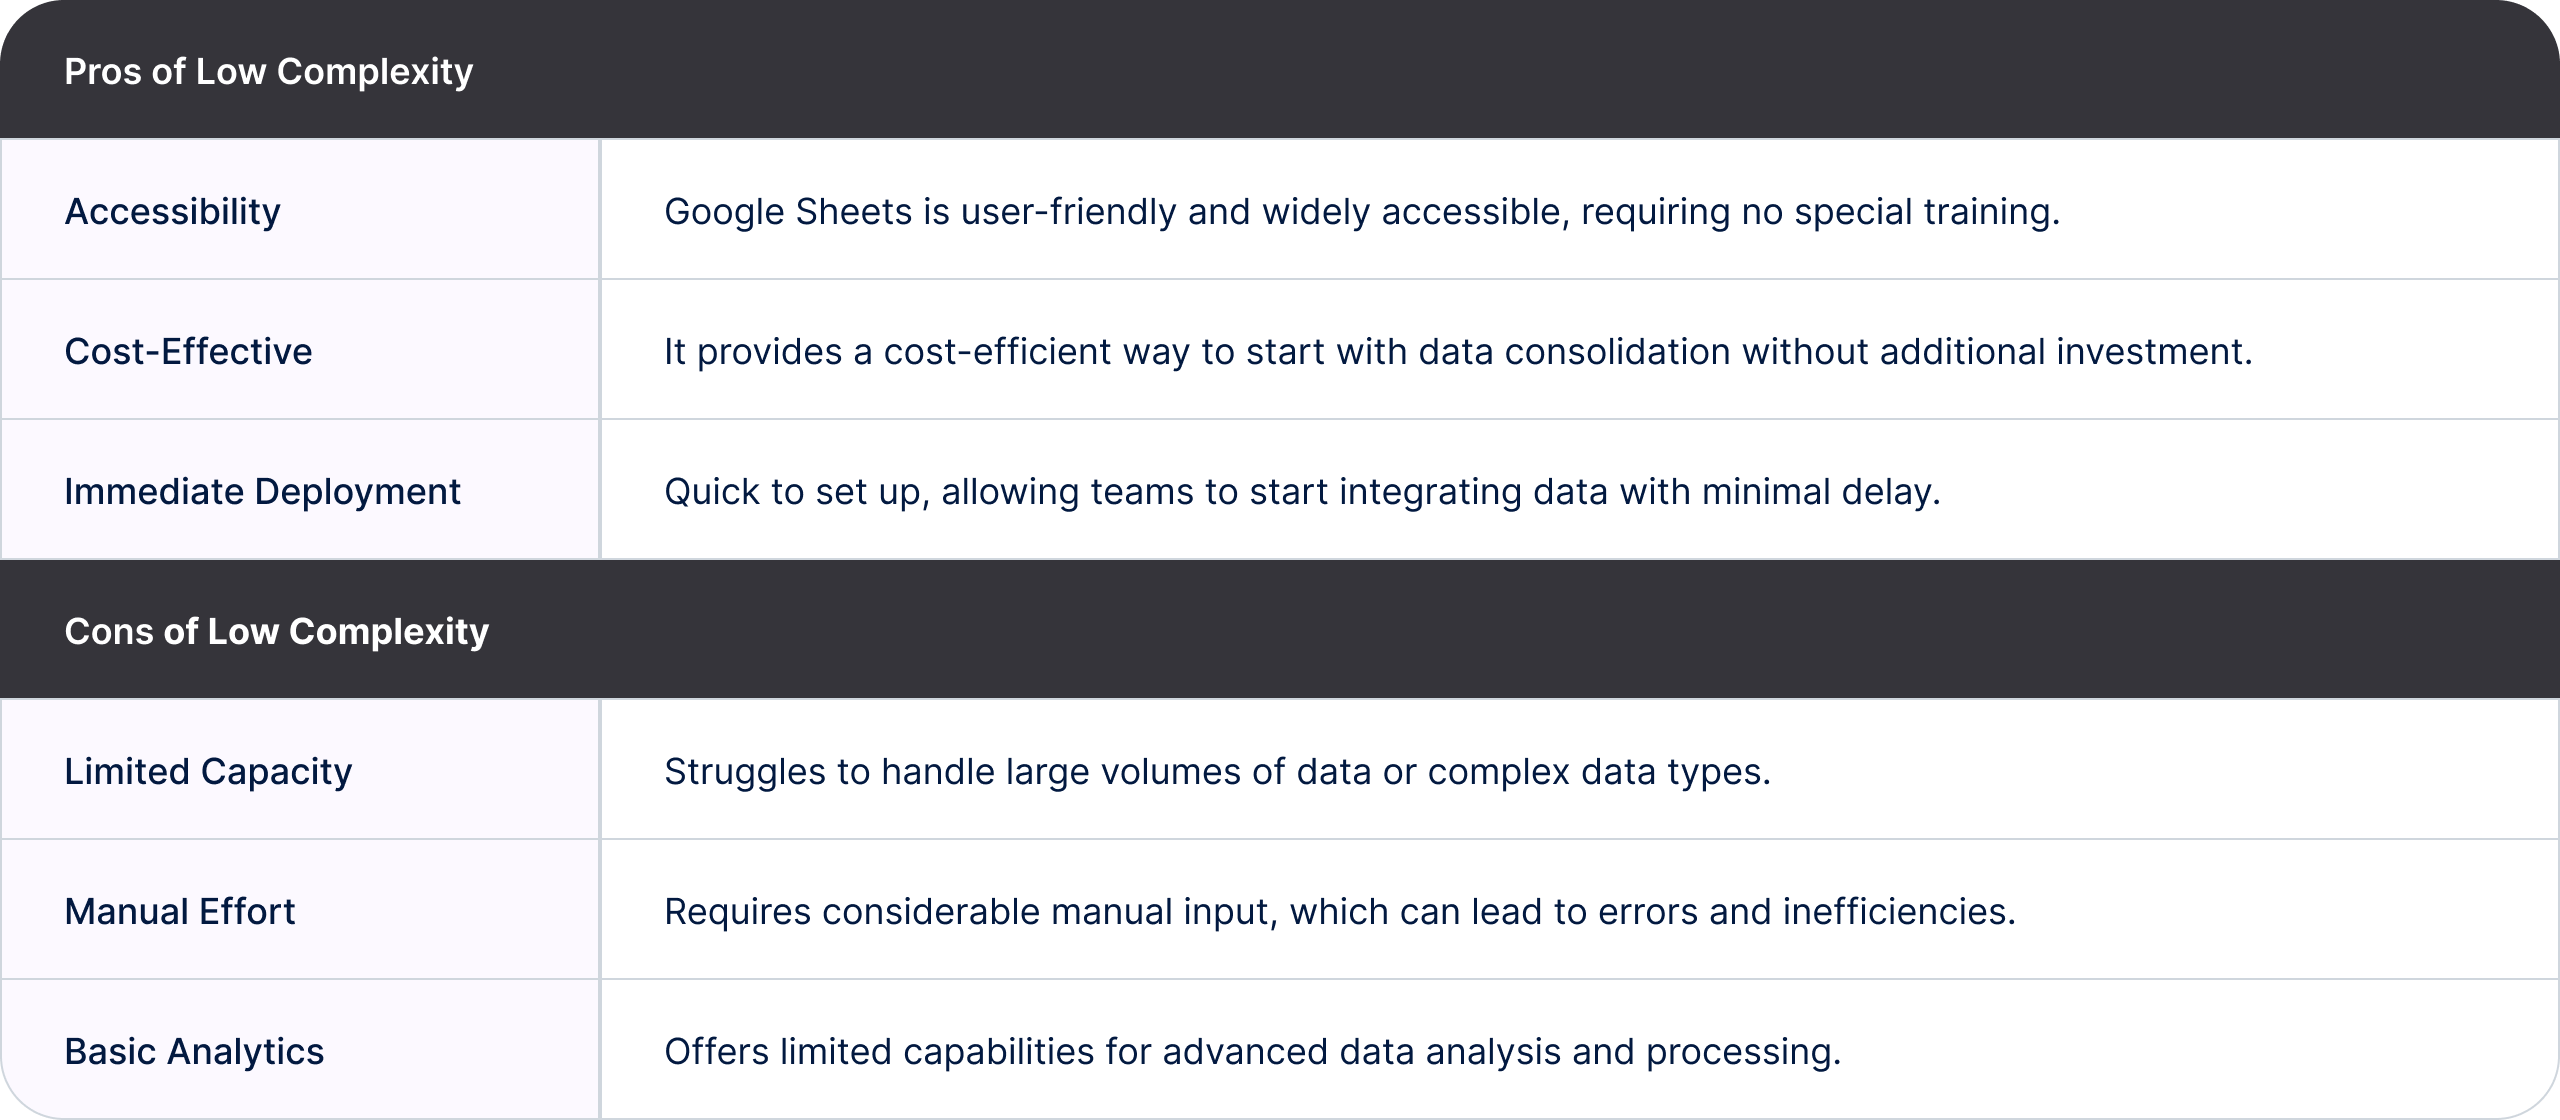 Pros of Low Complexity
Accessibility
Google Sheets is user-friendly and widely accessible, requiring no special training.
Cost-Effective
It provides a cost-efficient way to start with data consolidation without additional investment.
Immediate Deployment
Quick to set up, allowing teams to start integrating data with minimal delay.
Cons of Low Complexity
Limited Capacity
Struggles to handle large volumes of data or complex data types.
Manual Effort
Requires considerable manual input, which can lead to errors and inefficiencies.
Basic Analytics
Offers limited capabilities for advanced data analysis and processing.